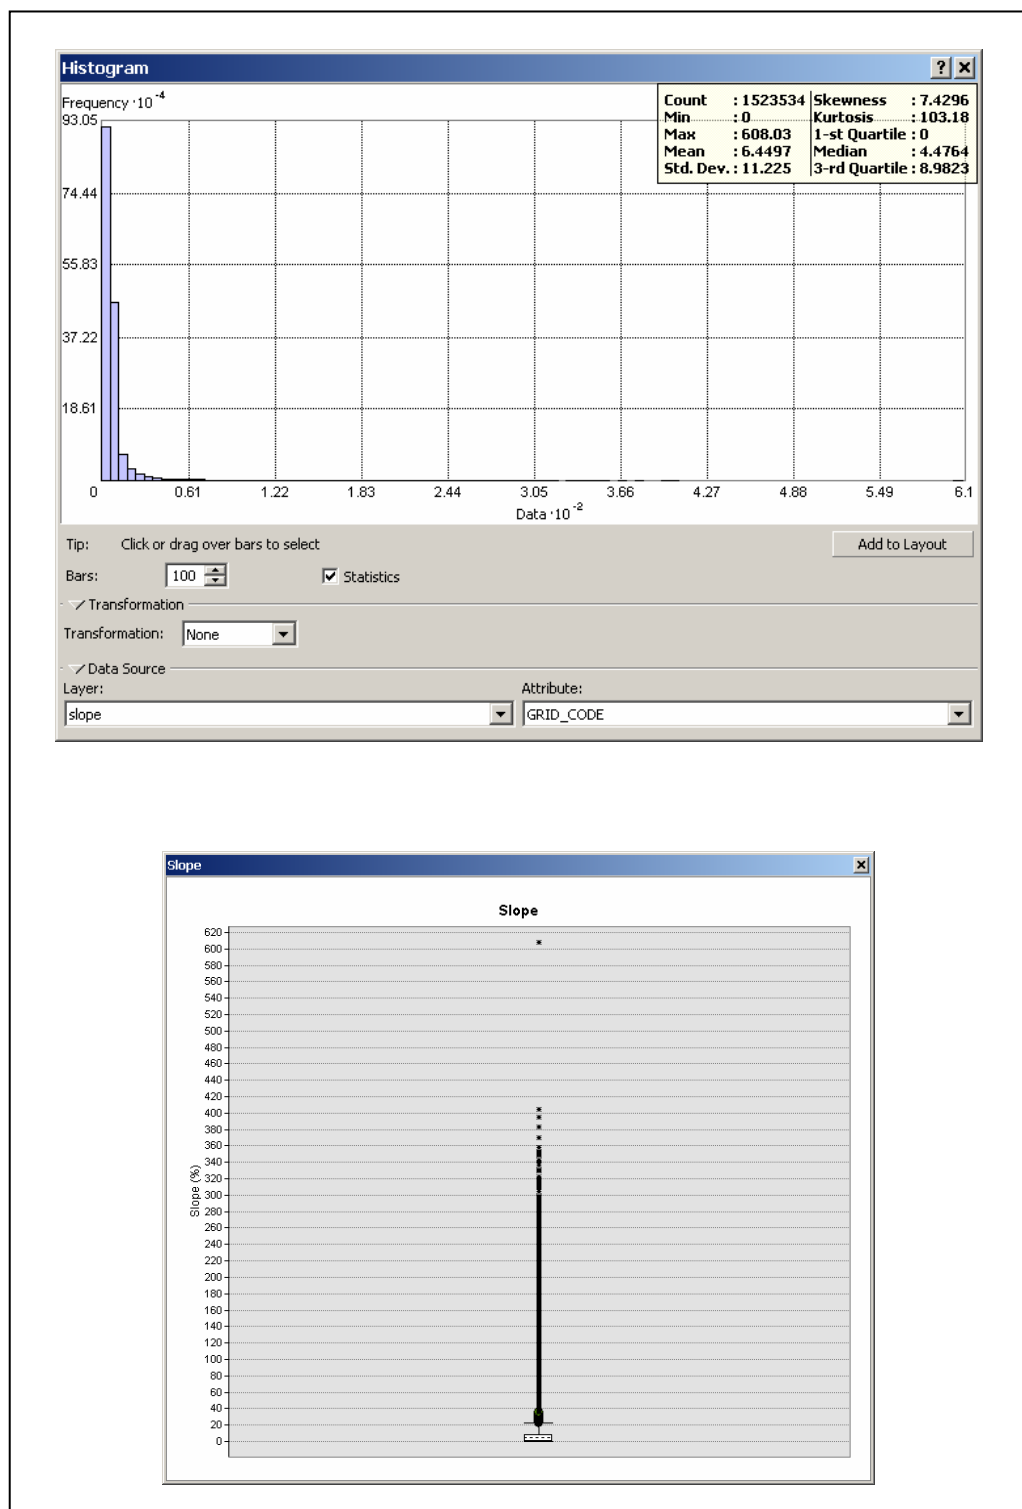 Histogram
Frequency ·10 -4
Count : 1523534 Skewness : 7.4296
Min : 0 Kurtosis : 103.18
Max : 608.03 1-st Quartile : 0
Mean : 6.4497 Median : 4.4764
Std. Dev. : 11.225 3-rd Quartile : 8.9823
93.05
74.44
55.83
37.22
18.61
0 0.61 1.22 1.83 2.44 3.05 3.66 4.27 4.88 5.49 6.1
Data ·10 -2
Tip: Click or drag over bars to select Add to Layout
Bars: 100 Statistics
Transformation
Transformation: None
Data Source
Layer: Attribute:
slope GRID_CODE
Slope
Slope
620
600
580
560
540
520
500
480
460
440
420
400
380
360
340
320
300
280
260
240
220
200
180
160
140
120
100
80
60
40
20
0
Slope (%)